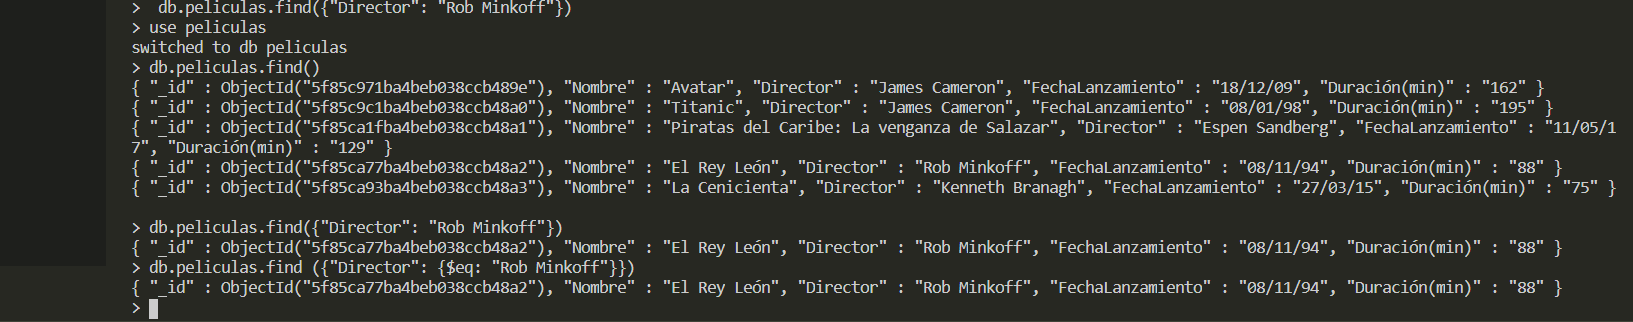 >  db.peliculas.find({"Director": "Rob Minkoff"})
> use peliculas
switched to db peliculas
> db.peliculas.find()
{ "_id" : ObjectId("5f85c971ba4beb038ccb489e"), "Nombre" : "Avatar", "Director" : "James Cameron", "FechaLanzamiento" : "18/12/09", "Duración(min)" : "162" }
{ "_id" : ObjectId("5f85c9c1ba4beb038ccb48a0"), "Nombre" : "Titanic", "Director" : "James Cameron", "FechaLanzamiento" : "08/01/98", "Duración(min)" : "195" }
{ "_id" : ObjectId("5f85ca1fba4beb038ccb48a1"), "Nombre" : "Piratas del Caribe: La venganza de Salazar", "Director" : "Espen Sandberg", "FechaLanzamiento" : "11/05/1
7", "Duración(min)" : "129" }
{ "_id" : ObjectId("5f85ca77ba4beb038ccb48a2"), "Nombre" : "El Rey León", "Director" : "Rob Minkoff", "FechaLanzamiento" : "08/11/94", "Duración(min)" : "88" }
{ "_id" : ObjectId("5f85ca93ba4beb038ccb48a3"), "Nombre" : "La Cenicienta", "Director" : "Kenneth Branagh", "FechaLanzamiento" : "27/03/15", "Duración(min)" : "75" }
> db.peliculas.find({"Director": "Rob Minkoff"})
{ "_id" : ObjectId("5f85ca77ba4beb038ccb48a2"), "Nombre" : "El Rey León", "Director" : "Rob Minkoff", "FechaLanzamiento" : "08/11/94", "Duración(min)" : "88" }
> db.peliculas.find ({"Director": {$eq: "Rob Minkoff"}})
{ "_id" : ObjectId("5f85ca77ba4beb038ccb48a2"), "Nombre" : "El Rey León", "Director" : "Rob Minkoff", "FechaLanzamiento" : "08/11/94", "Duración(min)" : "88" }
>